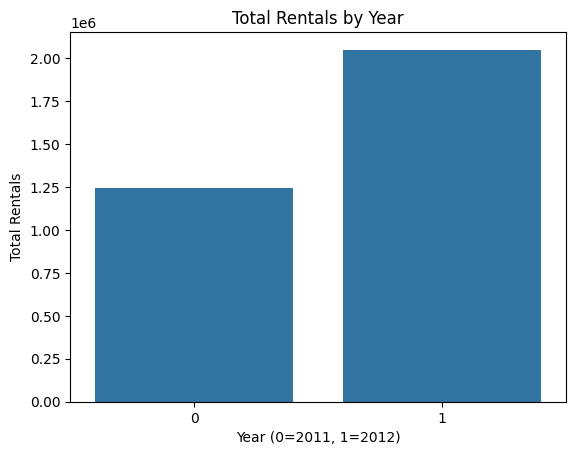 Total Rentals by Year
1e6
2.00
1.75
1.50
1.25
1.00
0.75
0.50
0.25
0.00
Total Rentals
0 1
Year (0=2011, 1=2012)